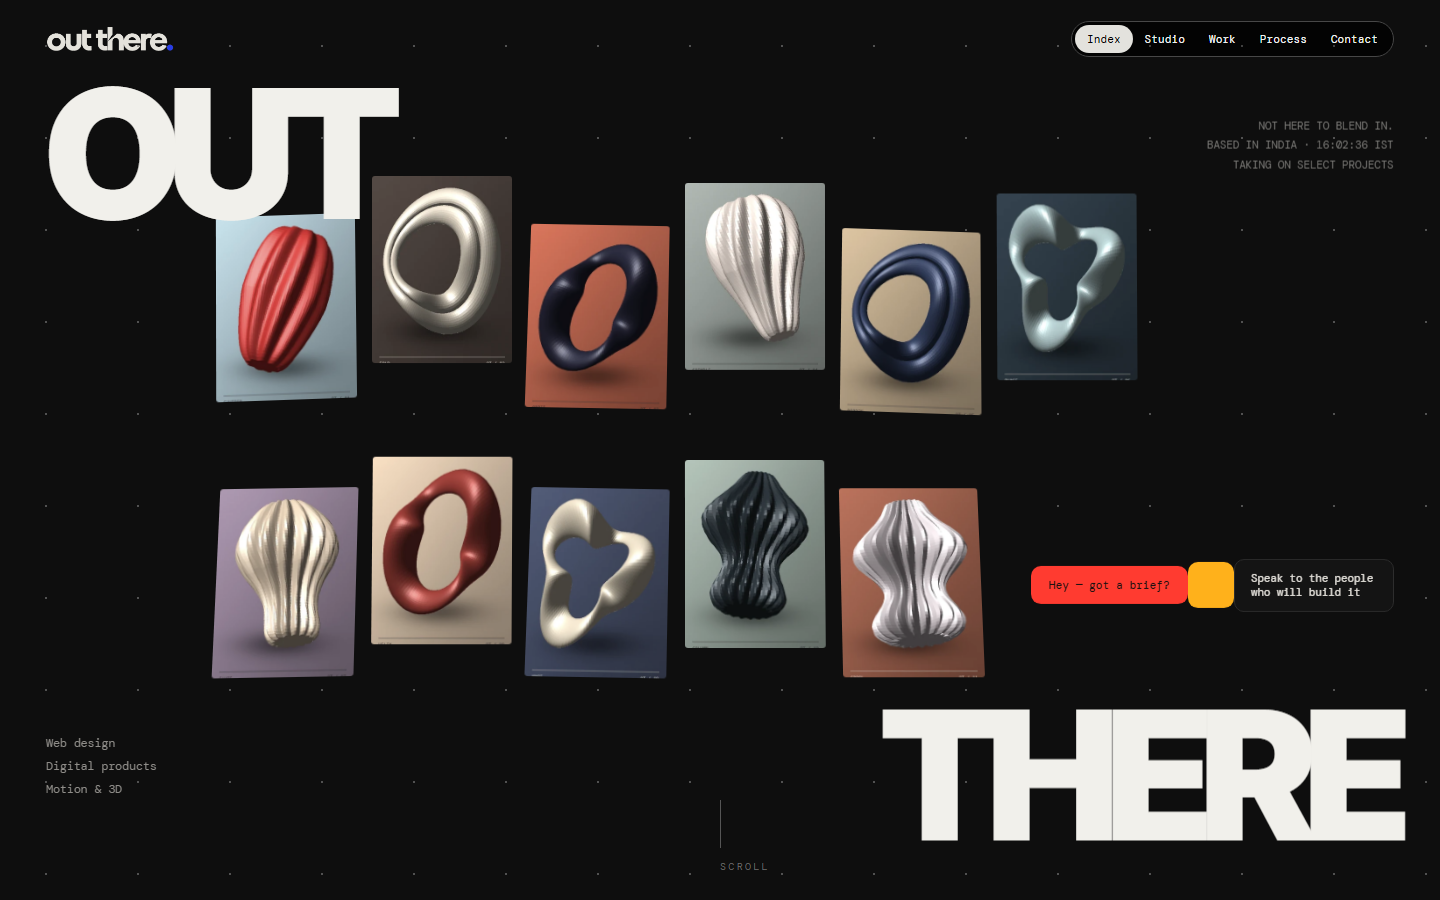 out there.
Index
Studio
Work
Process
Contact
OUT
NOT HERE TO BLEND IN.
BASED IN INDIA · 16:02:36 IST
TAKING ON SELECT PROJECTS
Hey — got a brief?
Speak to the people
who will build it
THERE
Web design
Digital products
Motion & 3D
SCROLL